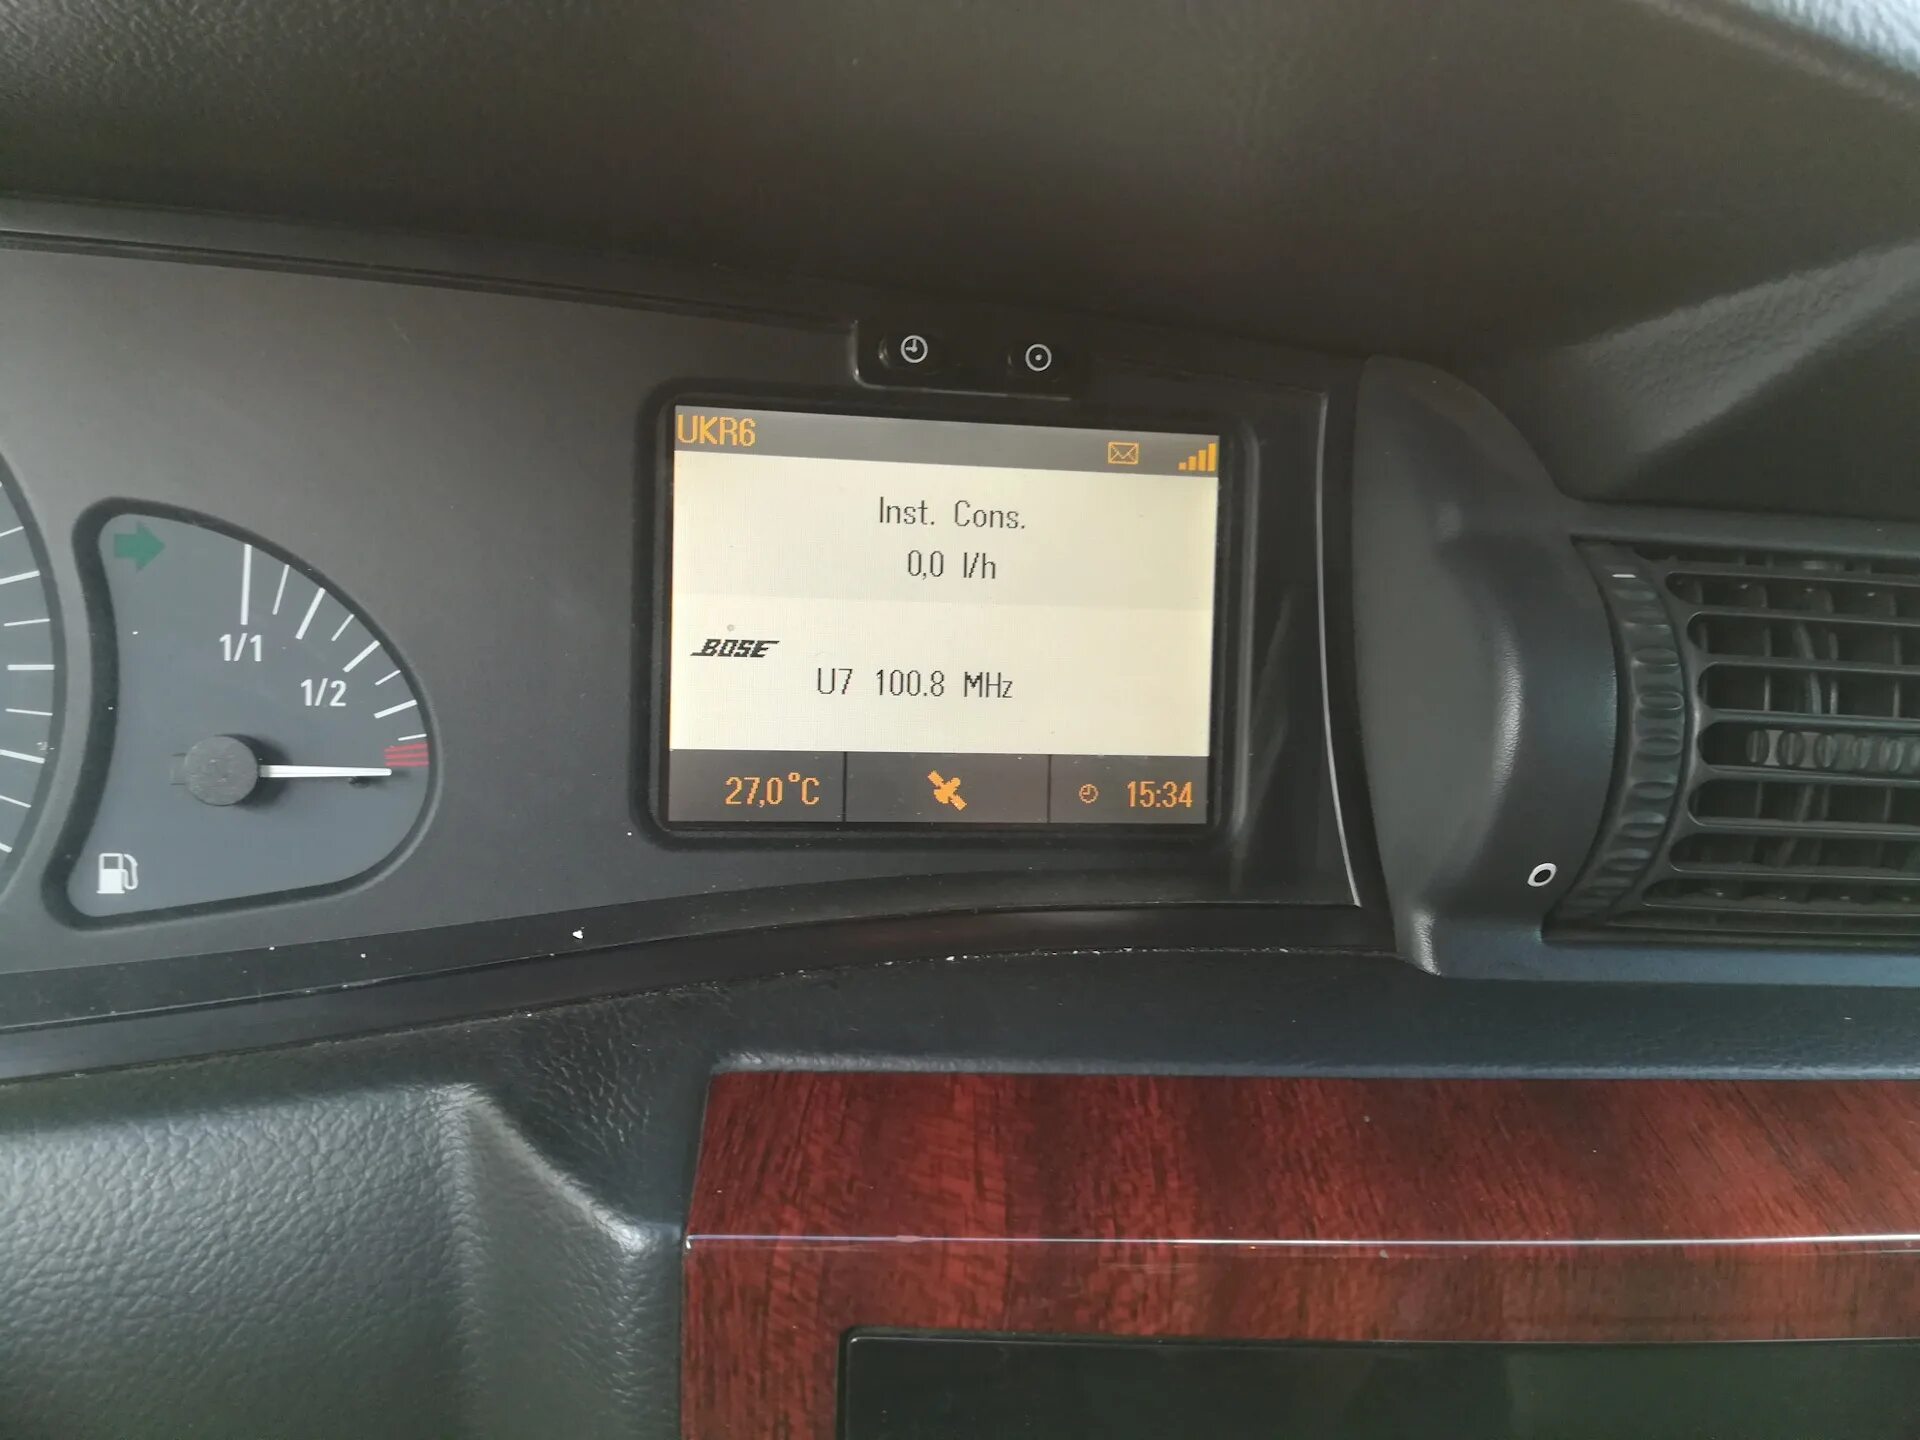 UKR6
Inst. Cons.
0,0 l/h
BOSE
U7 100.8 MHz
27,0°C
15:34
1/1
1/2